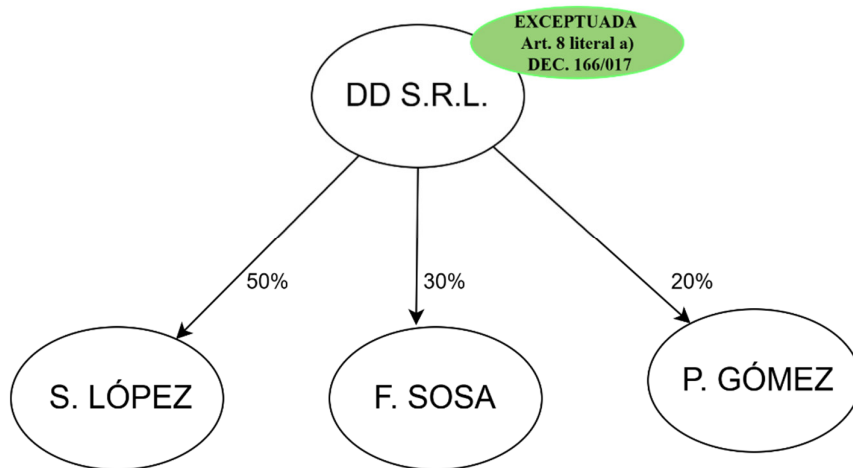 EXCEPTUADA
Art. 8 literal a)
DEC. 166/017
DD S.R.L.
50%
30%
20%
S. LÓPEZ
F. SOSA
P. GÓMEZ